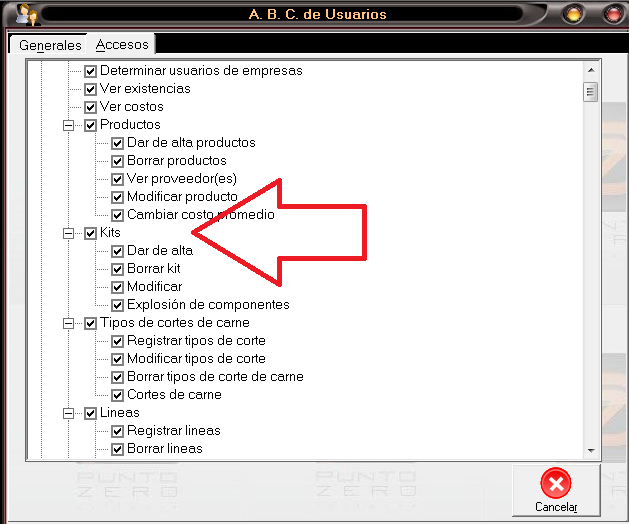 A. B. C. de Usuarios
Generales Accesos
Determinar usuarios de empresas
Ver existencias
Ver costos
Productos
Dar de alta productos
Borrar productos
Ver proveedor(es)
Modificar producto
Cambiar costo promedio
Kits
Dar de alta
Borrar kit
Modificar
Explosión de componentes
Tipos de cortes de carne
Registrar tipos de corte
Modificar tipos de corte
Borrar tipos de corte de carne
Cortes de carne
Lineas
Registrar lineas
Borrar lineas
PUNTO
ZERO
Cancelar